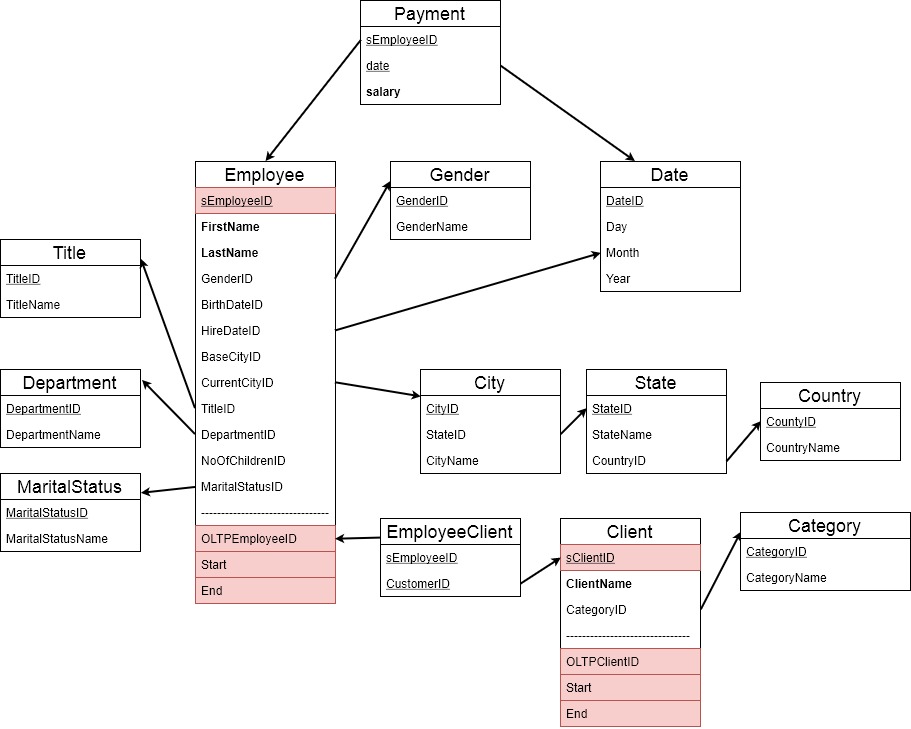 Payment
sEmployeeID
date
salary
Employee
sEmployeeID
FirstName
LastName
GenderID
BirthDateID
HireDateID
BaseCityID
CurrentCityID
TitleID
DepartmentID
NoOfChildrenID
MaritalStatusID
--------------------------------
OLTPEmployeeID
Start
End
Gender
GenderID
GenderName
Date
DateID
Day
Month
Year
Title
TitleID
TitleName
Department
DepartmentID
DepartmentName
MaritalStatus
MaritalStatusID
MaritalStatusName
City
CityID
StateID
CityName
State
StateID
StateName
CountryID
Country
CountyID
CountryName
EmployeeClient
sEmployeeID
CustomerID
Client
sClientID
ClientName
CategoryID
-------------------------------
OLTPClientID
Start
End
Category
CategoryID
CategoryName